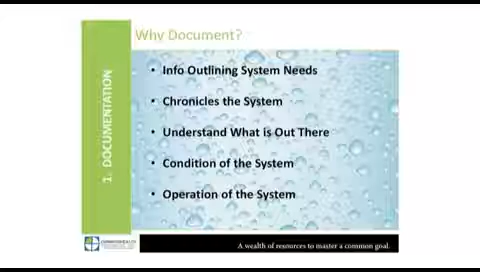 Why Document?
1. DOCUMENTATION
• Info Outlining System Needs
• Chronicles the System
• Understand What is Out There
• Condition of the System
• Operation of the System
A wealth of resources to master a common goal.